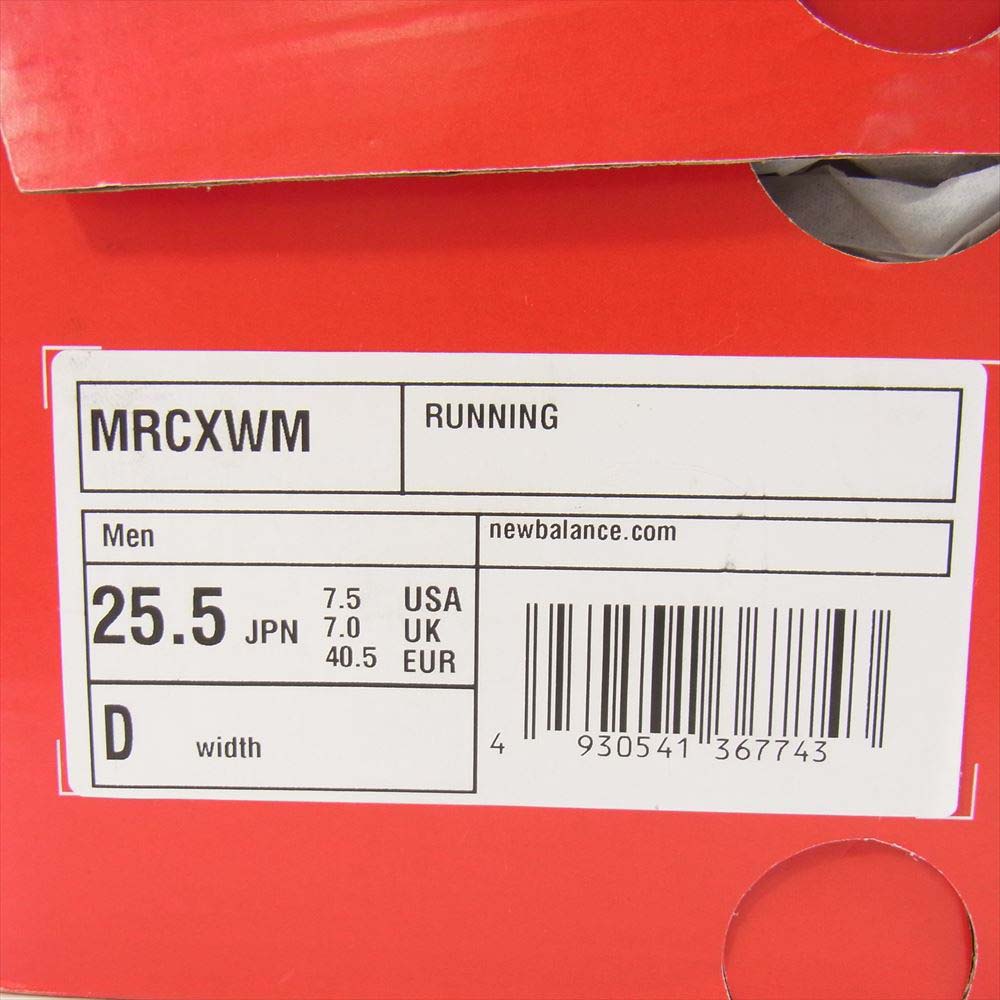 MRCXWM
RUNNING
Men
newbalance.com
25.5 JPN
7.5 USA
7.0 UK
40.5 EUR
D width
4 930541 367743